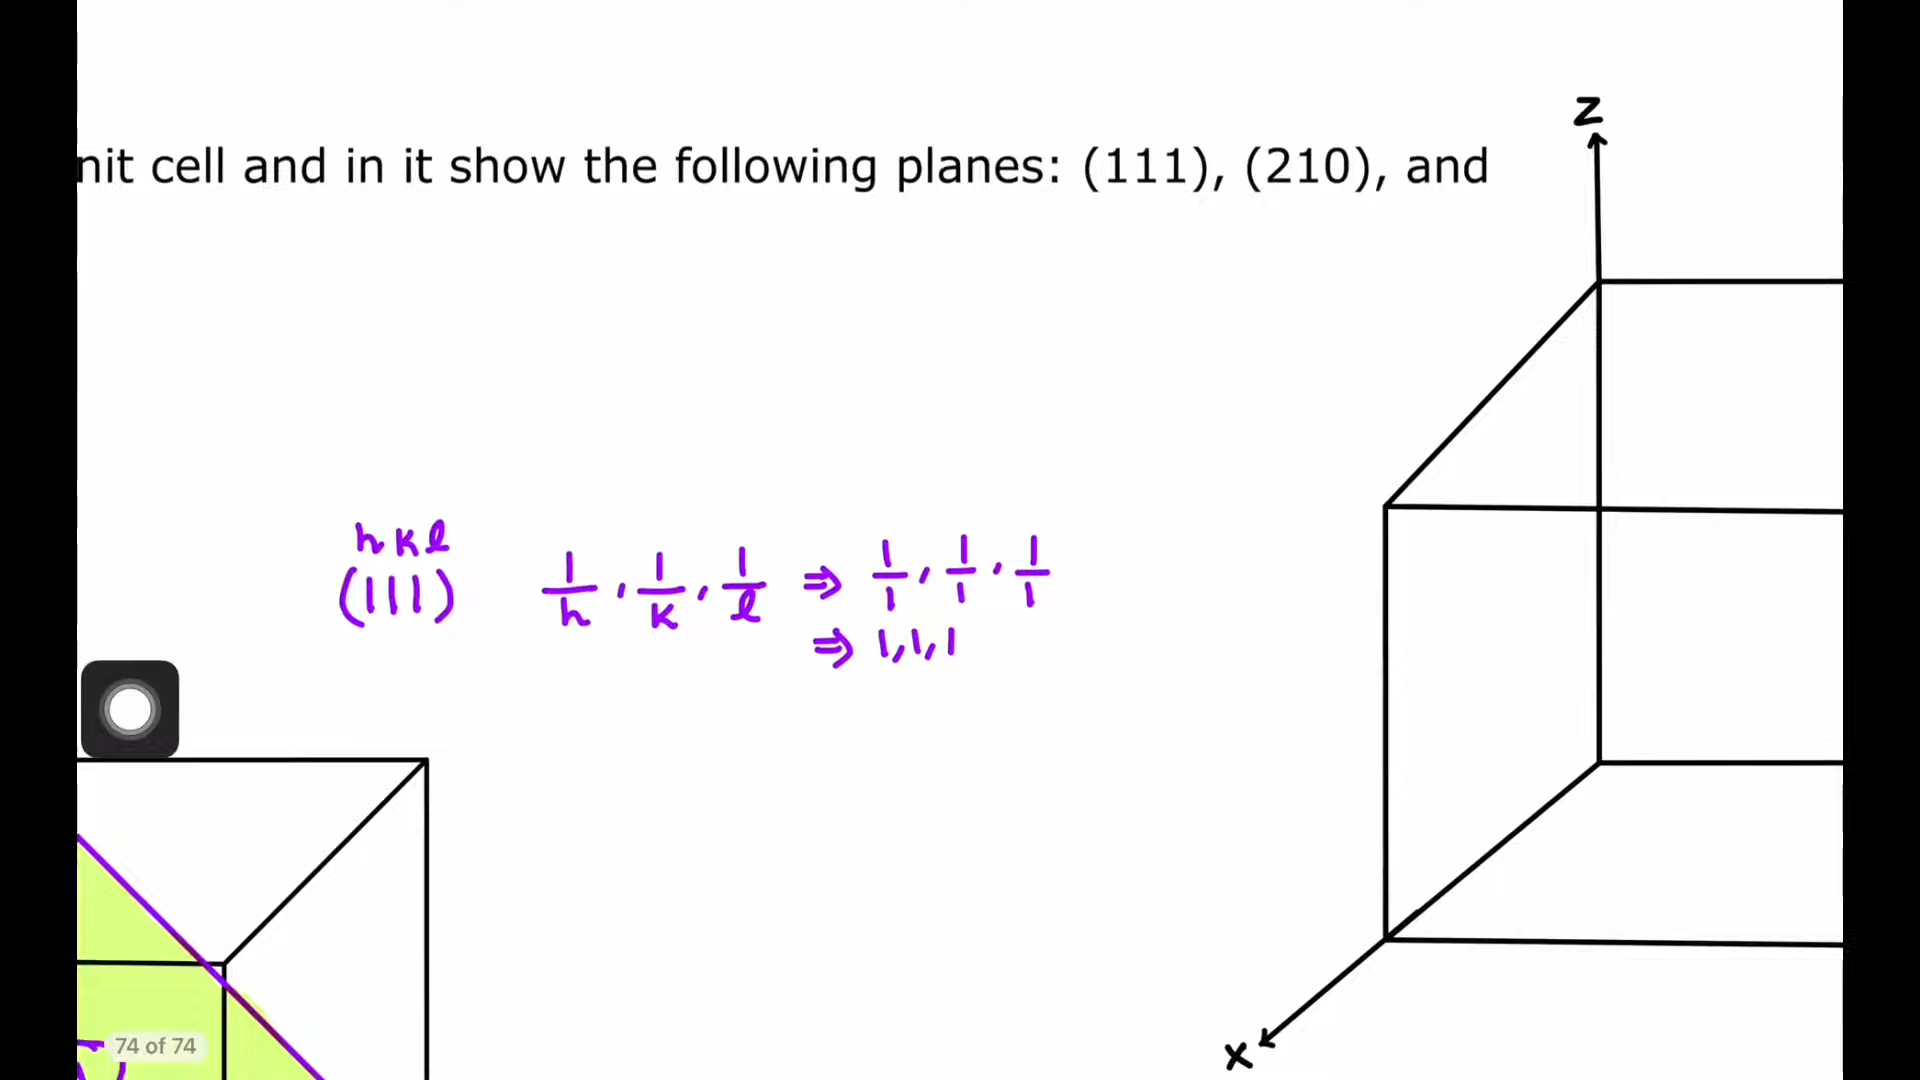 Z
nit cell and in it show the following planes: (111), (210), and
h k l
(111) 1/h , 1/k , 1/l ⇒ 1/1 , 1/1 , 1/1
⇒ 1,1,1
74 of 74
x